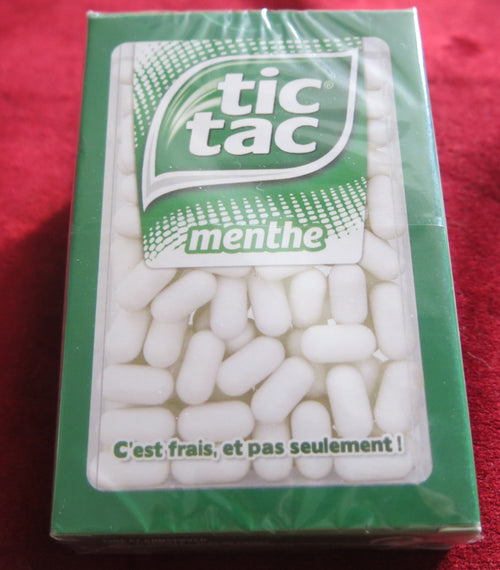 tic®
tac
menthe
C'est frais, et pas seulement !